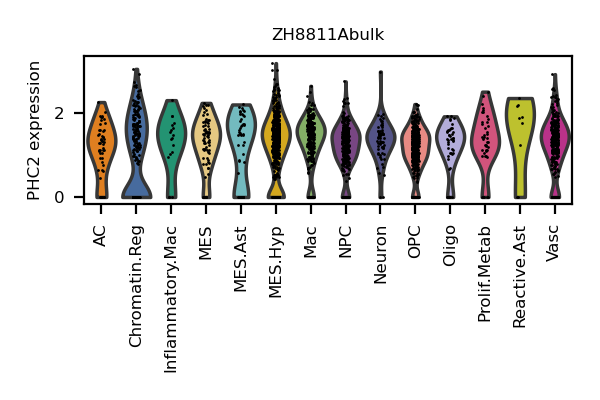 ZH8811Abulk
PHC2 expression
2
0
AC
Chromatin.Reg
Inflammatory.Mac
MES
MES.Ast
MES.Hyp
Mac
NPC
Neuron
OPC
Oligo
Prolif.Metab
Reactive.Ast
Vasc